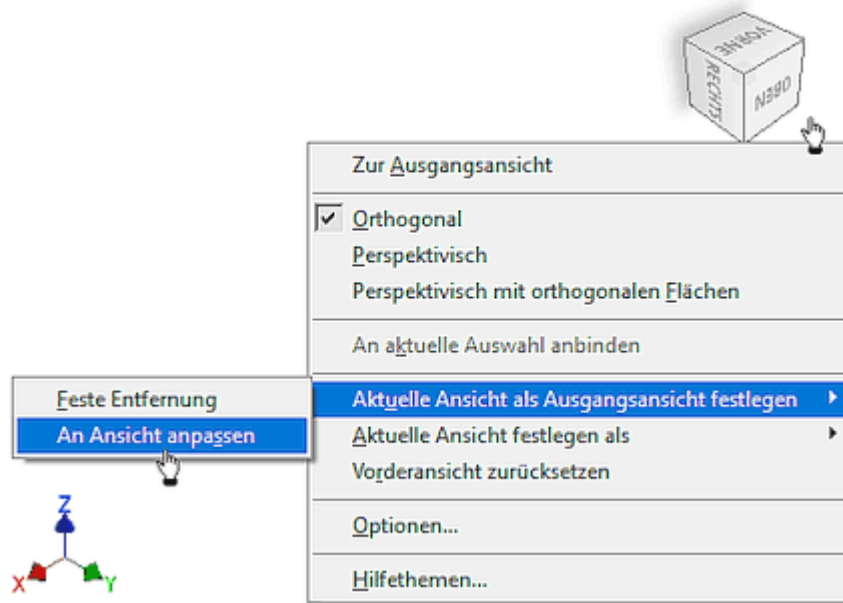 VORNE
RECHTS
OBEN
Zur Ausgangsansicht
Orthogonal
Perspektivisch
Perspektivisch mit orthogonalen Flächen
An aktuelle Auswahl anbinden
Feste Entfernung
Aktuelle Ansicht als Ausgangsansicht festlegen
An Ansicht anpassen
Aktuelle Ansicht festlegen als
Vorderansicht zurücksetzen
Optionen...
Hilfethemen...
Z
X
Y